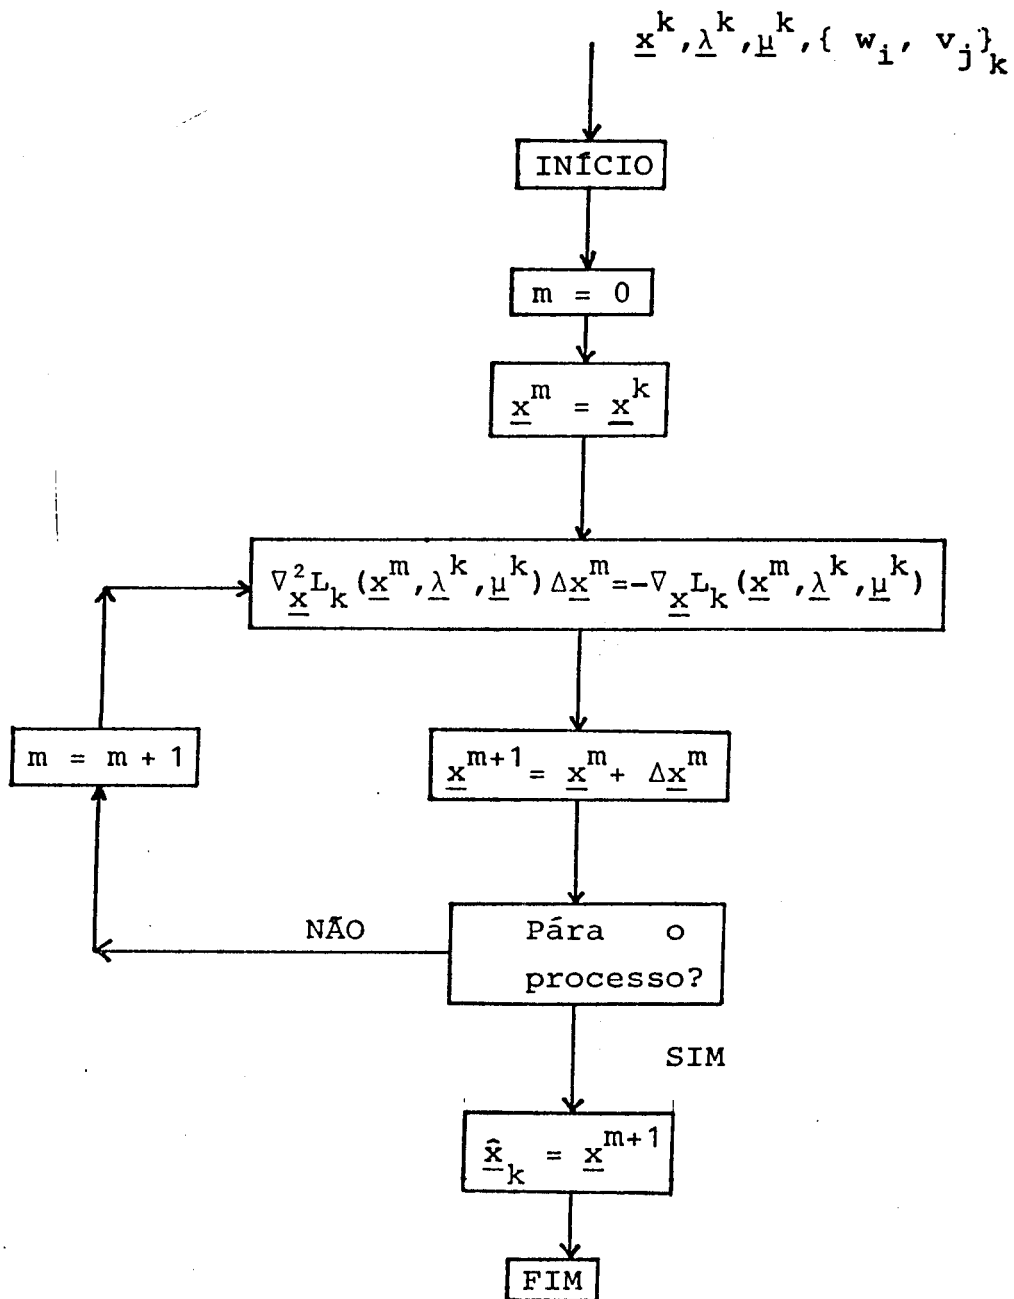 x̲^k, λ̲^k, μ̲^k, { w_i, v_j}_k
INÍCIO
m = 0
x̲^m = x̲^k
∇²_x̲ L_k (x̲^m, λ̲^k, μ̲^k) Δx̲^m = -∇_x̲ L_k (x̲^m, λ̲^k, μ̲^k)
m = m + 1
x̲^{m+1} = x̲^m + Δx̲^m
NÃO
Pára o
processo?
SIM
x̲̂_k = x̲^{m+1}
FIM